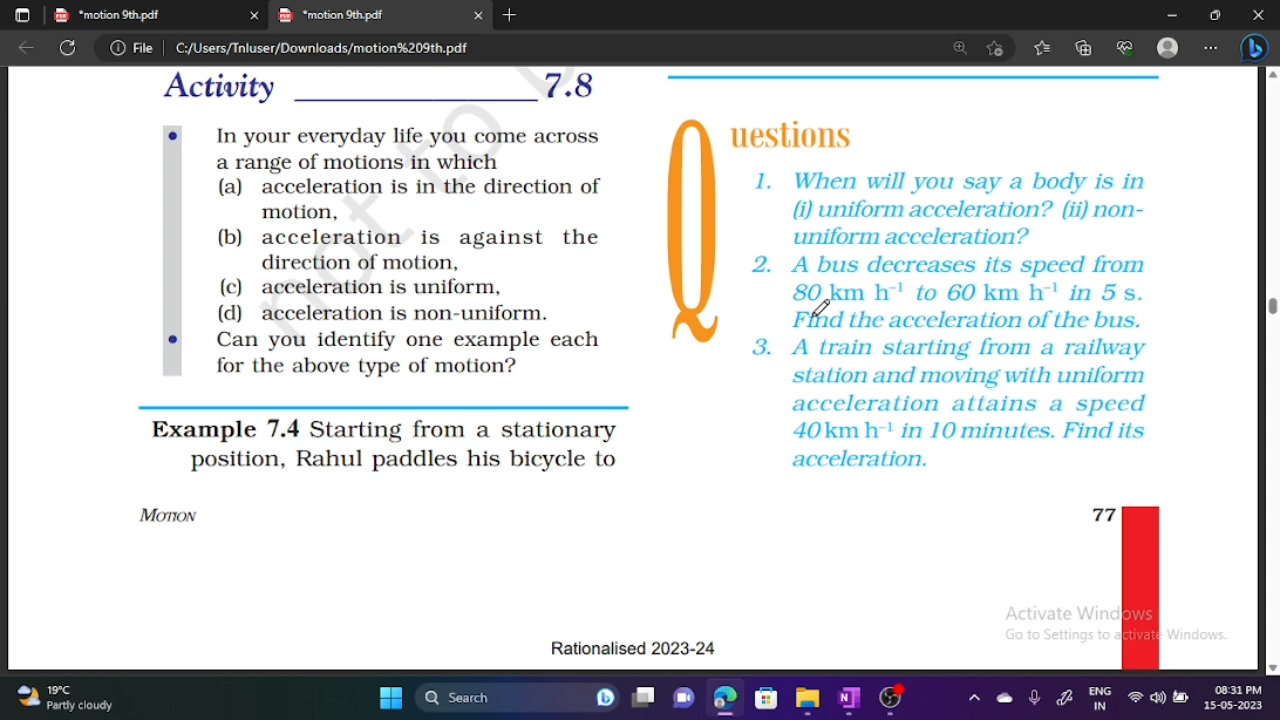 *motion 9th.pdf
*motion 9th.pdf
File
C:/Users/Tnluser/Downloads/motion%209th.pdf
Activity ________________ 7.8
• In your everyday life you come across
a range of motions in which
(a) acceleration is in the direction of
motion,
(b) acceleration is against the
direction of motion,
(c) acceleration is uniform,
(d) acceleration is non-uniform.
• Can you identify one example each
for the above type of motion?
Example 7.4 Starting from a stationary
position, Rahul paddles his bicycle to
Questions
1. When will you say a body is in
(i) uniform acceleration? (ii) non-
uniform acceleration?
2. A bus decreases its speed from
80 km h⁻¹ to 60 km h⁻¹ in 5 s.
Find the acceleration of the bus.
3. A train starting from a railway
station and moving with uniform
acceleration attains a speed
40 km h⁻¹ in 10 minutes. Find its
acceleration.
MOTION
77
not to b
Rationalised 2023-24
Activate Windows
Go to Settings to activate Windows.
19°C
Partly cloudy
Search
ENG
IN
08:31 PM
15-05-2023